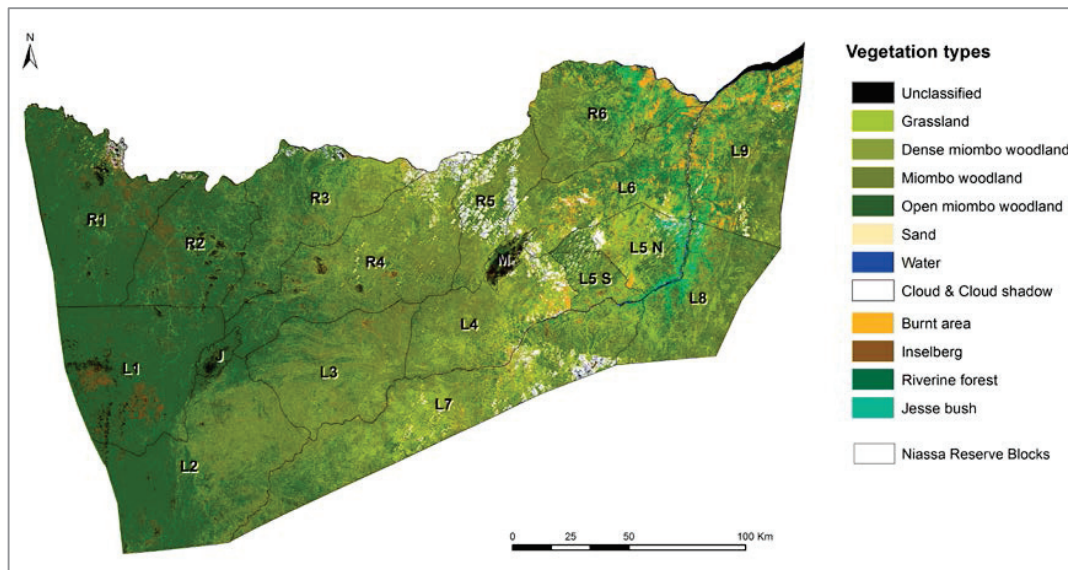 N
Vegetation types
Unclassified
Grassland
Dense miombo woodland
Miombo woodland
Open miombo woodland
Sand
Water
Cloud & Cloud shadow
Burnt area
Inselberg
Riverine forest
Jesse bush
Niassa Reserve Blocks
R6
L9
R3
R5
L6
R1
R2
R4
L5 N
M
L5 S
L8
L4
J
L1
L3
L7
L2
0 25 50 100 Km